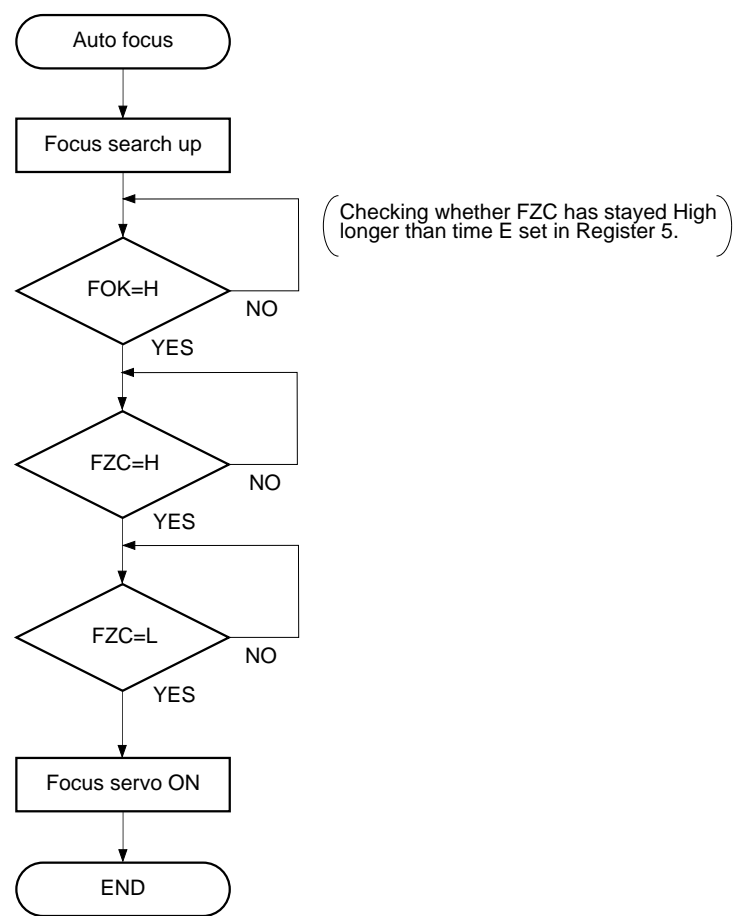 Auto focus
Focus search up
Checking whether FZC has stayed High
longer than time E set in Register 5.
FOK=H
NO
YES
FZC=H
NO
YES
FZC=L
NO
YES
Focus servo ON
END